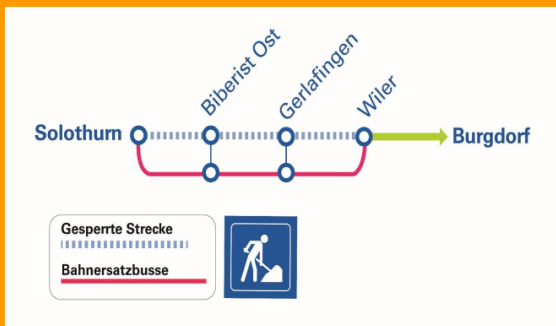 Biberist Ost
Gerlafingen
Wiler
Solothurn
Burgdorf
Gesperrte Strecke
Bahnersatzbusse